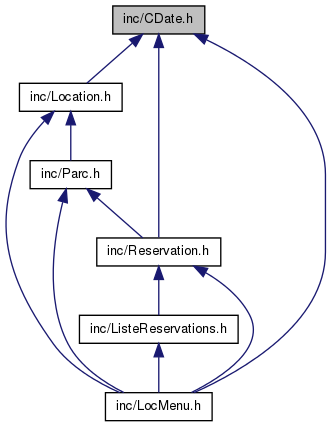 inc/CDate.h
inc/Location.h
inc/Parc.h
inc/Reservation.h
inc/ListeReservations.h
inc/LocMenu.h